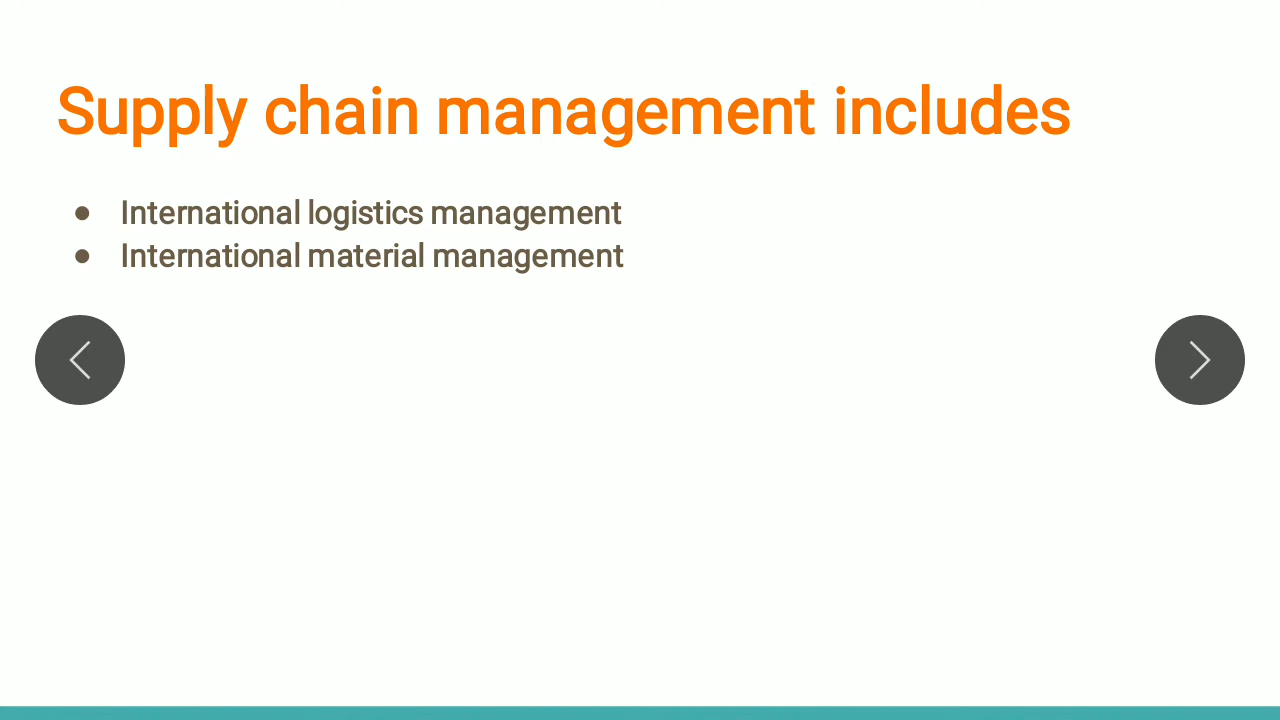 Supply chain management includes
● International logistics management
● International material management